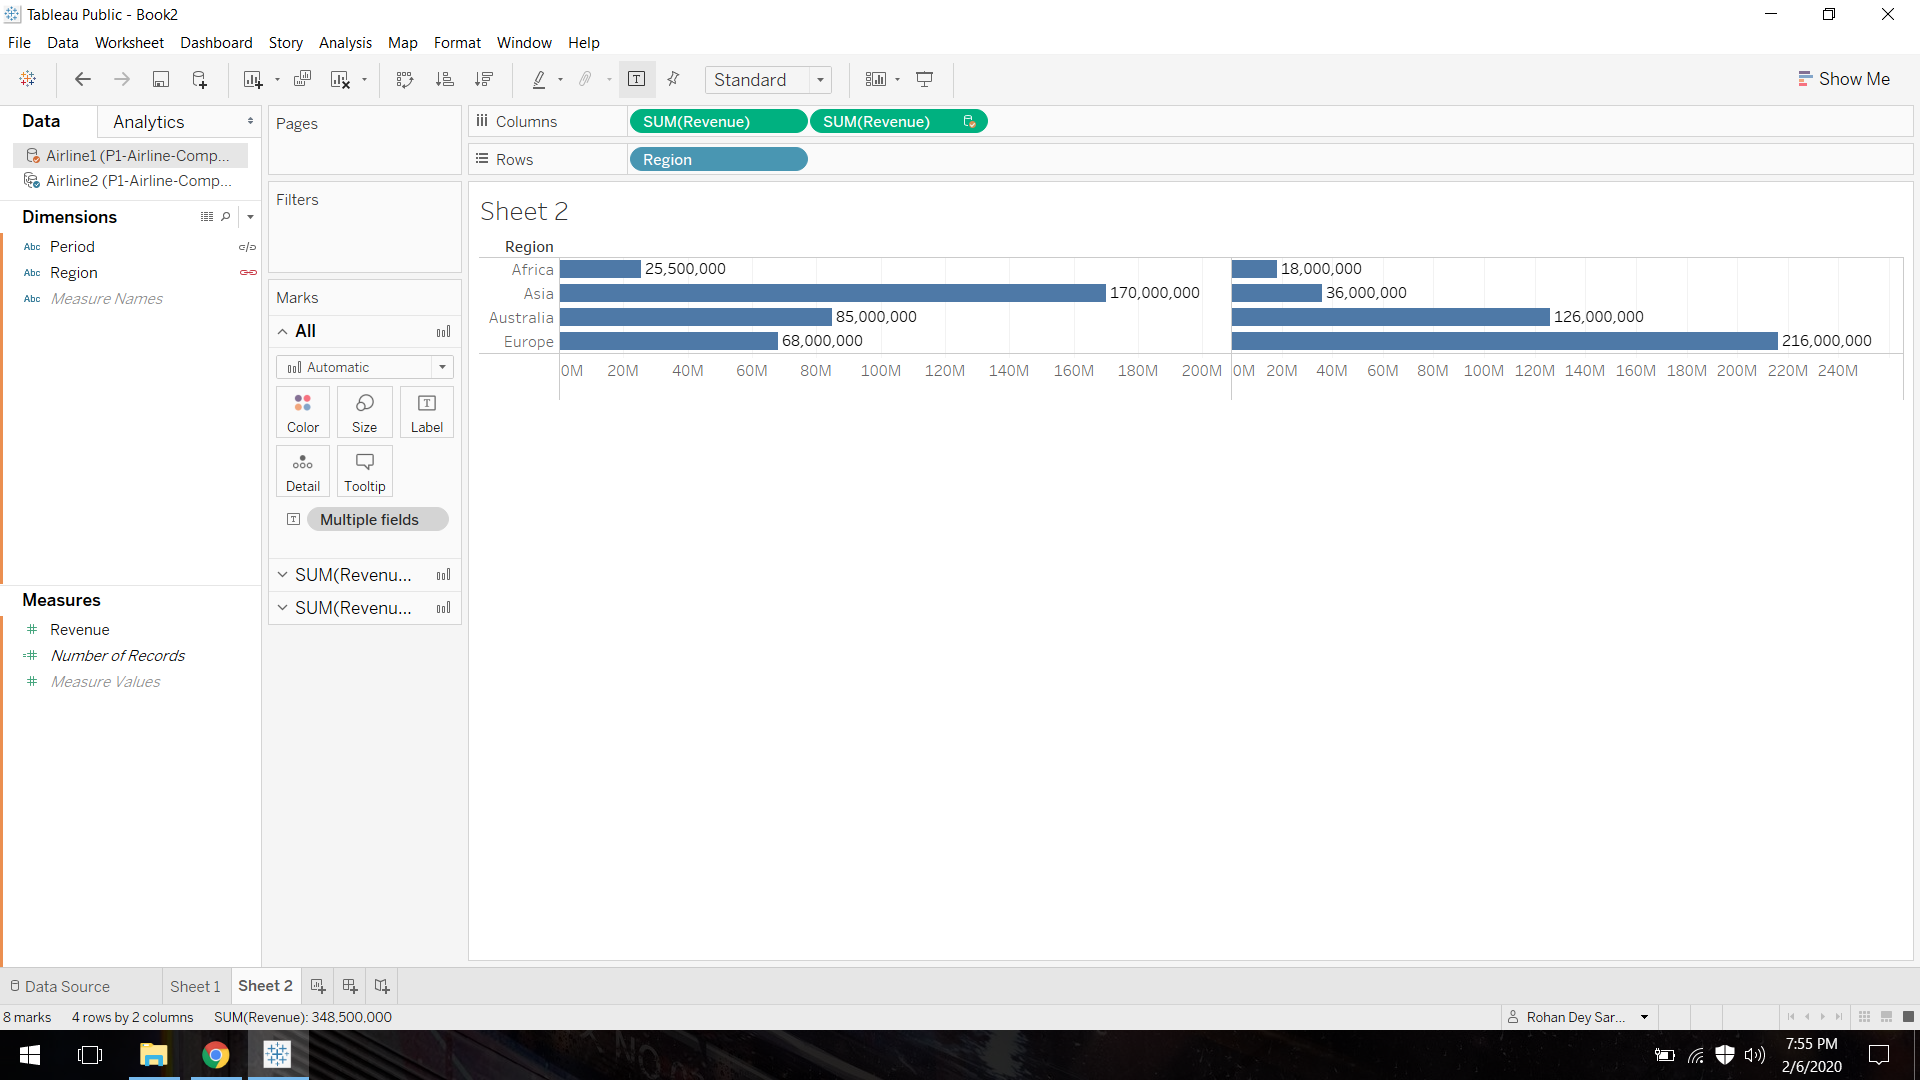 Tableau Public - Book2
File Data Worksheet Dashboard Story Analysis Map Format Window Help
Standard
Show Me
Data Analytics
Airline1 (P1-Airline-Comp...
Airline2 (P1-Airline-Comp...
Dimensions
Abc Period
Abc Region
Abc Measure Names
Measures
# Revenue
=# Number of Records
# Measure Values
Pages
Filters
Marks
All
Automatic
Color Size T Label
Detail Tooltip
T Multiple fields
SUM(Revenu...
SUM(Revenu...
iii Columns SUM(Revenue) SUM(Revenue)
Rows Region
Sheet 2
Region
Africa 25,500,000 18,000,000
Asia 170,000,000 36,000,000
Australia 85,000,000 126,000,000
Europe 68,000,000 216,000,000
0M 20M 40M 60M 80M 100M 120M 140M 160M 180M 200M 0M 20M 40M 60M 80M 100M 120M 140M 160M 180M 200M 220M 240M
Data Source Sheet 1 Sheet 2
8 marks 4 rows by 2 columns SUM(Revenue): 348,500,000
Rohan Dey Sar...
7:55 PM
2/6/2020